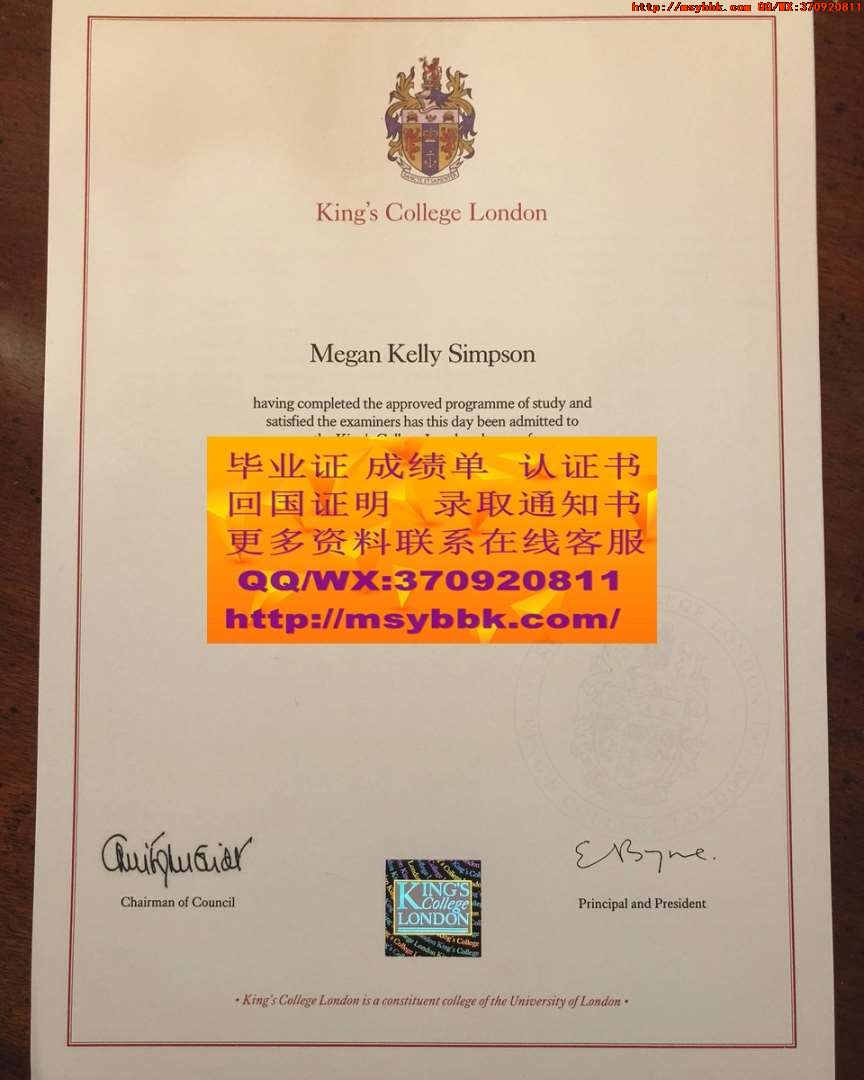 http://msybbk.com QQ/WX:370920811
SANCTE ET SAPIENTER
King's College London
Megan Kelly Simpson
having completed the approved programme of study and
satisfied the examiners has this day been admitted to
毕业证 成绩单 认证书
回国证明 录取通知书
更多资料联系在线客服
QQ/WX:370920811
http://msybbk.com/
Chairman of Council
KING'S
College
LONDON
Principal and President
• King's College London is a constituent college of the University of London •